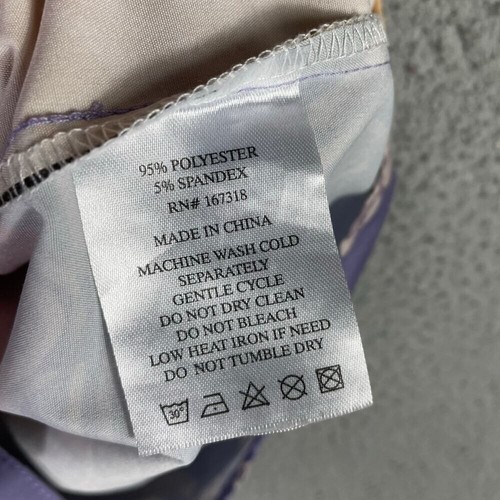 95% POLYESTER
5% SPANDEX
RN# 167318
MADE IN CHINA
MACHINE WASH COLD
SEPARATELY
GENTLE CYCLE
DO NOT DRY CLEAN
DO NOT BLEACH
LOW HEAT IRON IF NEED
DO NOT TUMBLE DRY
30°